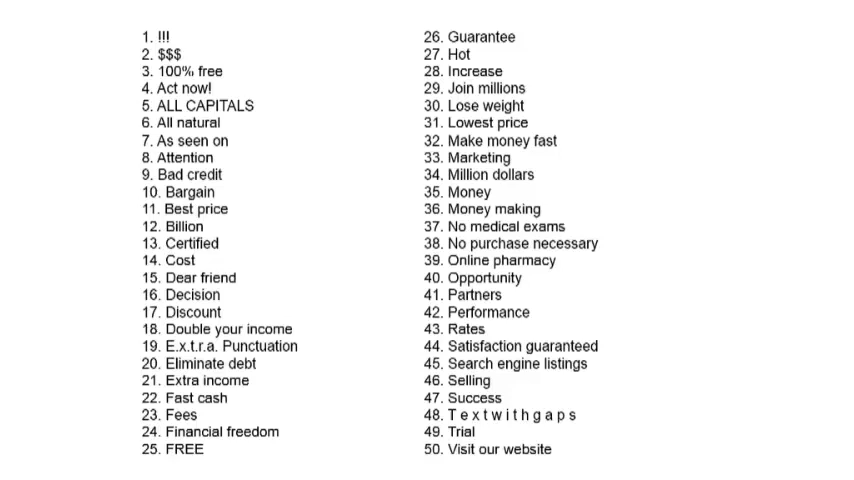 1. !!!
2. $$$
3. 100% free
4. Act now!
5. ALL CAPITALS
6. All natural
7. As seen on
8. Attention
9. Bad credit
10. Bargain
11. Best price
12. Billion
13. Certified
14. Cost
15. Dear friend
16. Decision
17. Discount
18. Double your income
19. E.x.t.r.a. Punctuation
20. Eliminate debt
21. Extra income
22. Fast cash
23. Fees
24. Financial freedom
25. FREE
26. Guarantee
27. Hot
28. Increase
29. Join millions
30. Lose weight
31. Lowest price
32. Make money fast
33. Marketing
34. Million dollars
35. Money
36. Money making
37. No medical exams
38. No purchase necessary
39. Online pharmacy
40. Opportunity
41. Partners
42. Performance
43. Rates
44. Satisfaction guaranteed
45. Search engine listings
46. Selling
47. Success
48. T e x t w i t h g a p s
49. Trial
50. Visit our website